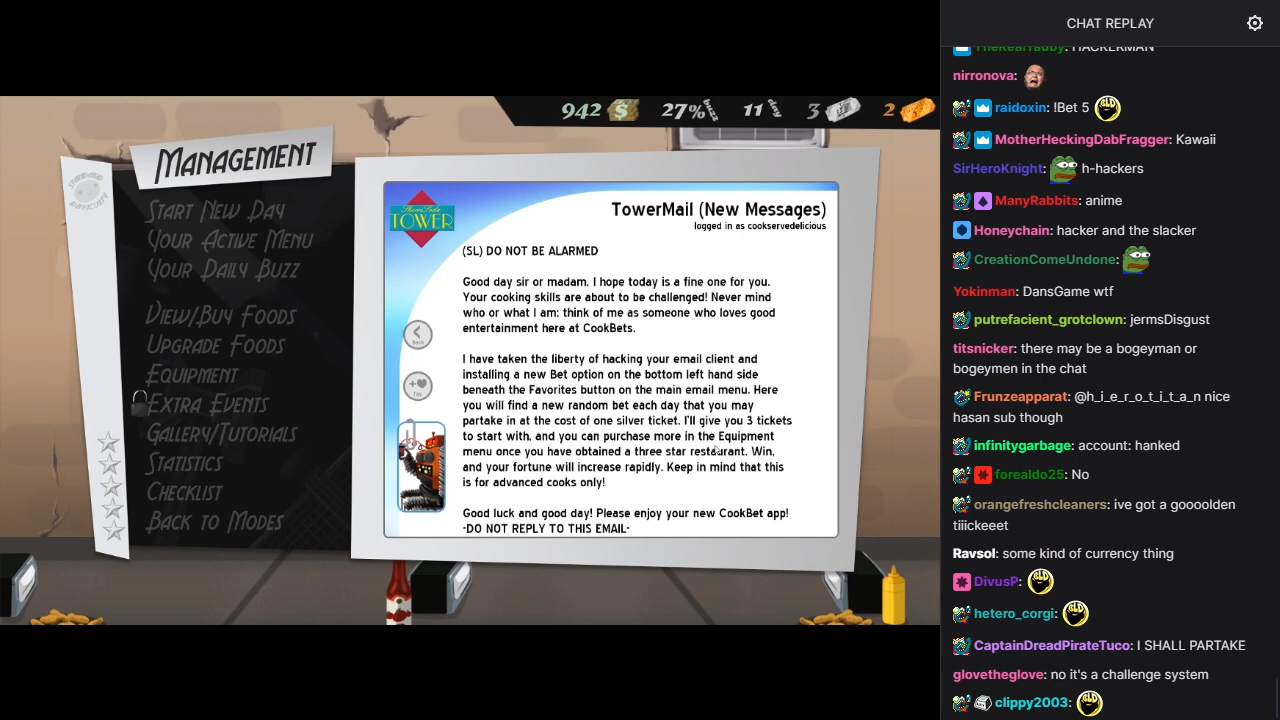 CHAT REPLAY
TheRealYauby: HACKERMAN
nirronova:
raidoxin: !Bet 5
MotherHeckingDabFragger: Kawaii
SirHeroKnight: h-hackers
ManyRabbits: anime
Honeychain: hacker and the slacker
CreationComeUndone:
Yokinman: DansGame wtf
putrefacient_grotclown: jermsDisgust
titsnicker: there may be a bogeyman or
bogeymen in the chat
Frunzeapparat: @h_i_e_r_o_t_i_t_a_n nice
hasan sub though
infinitygarbage: account: hanked
forealdo25: No
orangefreshcleaners: ive got a goooolden
tiiickeeet
Ravsol: some kind of currency thing
DivusP:
hetero_corgi:
CaptainDreadPirateTuco: I SHALL PARTAKE
glovetheglove: no it's a challenge system
clippy2003:
942 $ 27% buzz 11 day 3 2
MANAGEMENT
START NEW DAY
YOUR ACTIVE MENU
YOUR DAILY BUZZ
VIEW/BUY FOODS
UPGRADE FOODS
EQUIPMENT
EXTRA EVENTS
GALLERY/TUTORIALS
STATISTICS
CHECKLIST
BACK TO MODES
TOWER
TowerMail (New Messages)
logged in as cookservedelicious
(SL) DO NOT BE ALARMED
Good day sir or madam, I hope today is a fine one for you.
Your cooking skills are about to be challenged! Never mind
who or what I am; think of me as someone who loves good
entertainment here at CookBets.
I have taken the liberty of hacking your email client and
installing a new Bet option on the bottom left hand side
beneath the Favorites button on the main email menu. Here
you will find a new random bet each day that you may
partake in at the cost of one silver ticket. I'll give you 3 tickets
to start with, and you can purchase more in the Equipment
menu once you have obtained a three star restaurant. Win,
and your fortune will increase rapidly. Keep in mind that this
is for advanced cooks only!
Good luck and good day! Please enjoy your new CookBet app!
-DO NOT REPLY TO THIS EMAIL-
Back
Fav.